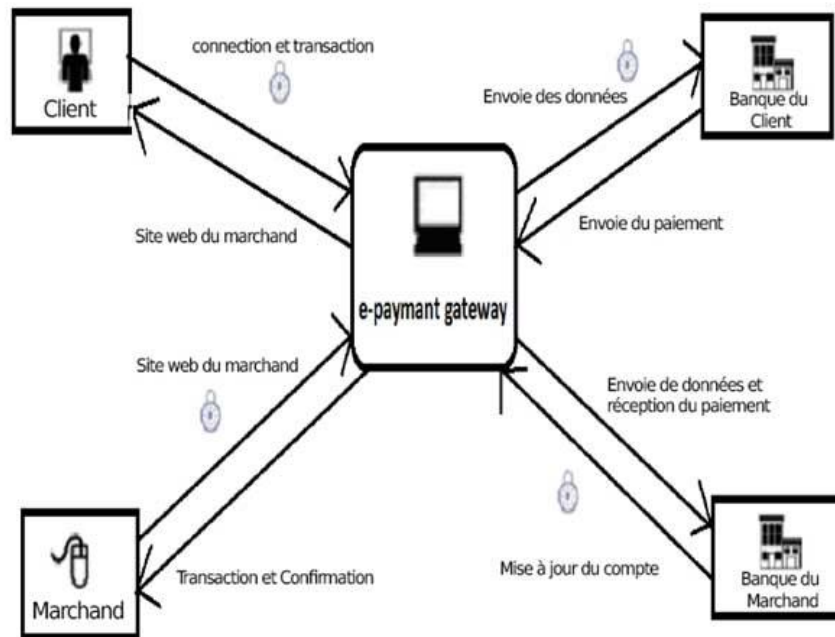 connection et transaction
Client
Envoie des données
Banque du
Client
Site web du marchand
Envoie du paiement
e-paymant gateway
Site web du marchand
Envoie de données et
réception du paiement
Marchand
Transaction et Confirmation
Mise à jour du compte
Banque du
Marchand